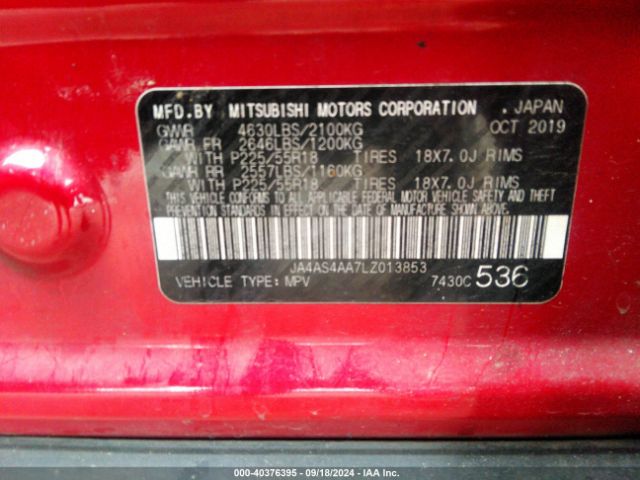 MFD.BY MITSUBISHI MOTORS CORPORATION , JAPAN
GVWR 4630LBS/2100KG OCT 2019
GAWR FR 2646LBS/1200KG
WITH P225/55R18 TIRES 18X7.0J RIMS
GAWR RR 2557LBS/1160KG
WITH P225/55R18 TIRES 18X7.0J RIMS
THIS VEHICLE CONFORMS TO ALL APPLICABLE FEDERAL MOTOR VEHICLE SAFETY AND THEFT
PREVENTION STANDARDS IN EFFECT ON THE DATE OF MANUFACTURE SHOWN ABOVE.
JA4AS4AA7LZ013853
VEHICLE TYPE: MPV 7430C 536
000-40376395 - 09/18/2024 - IAA Inc.